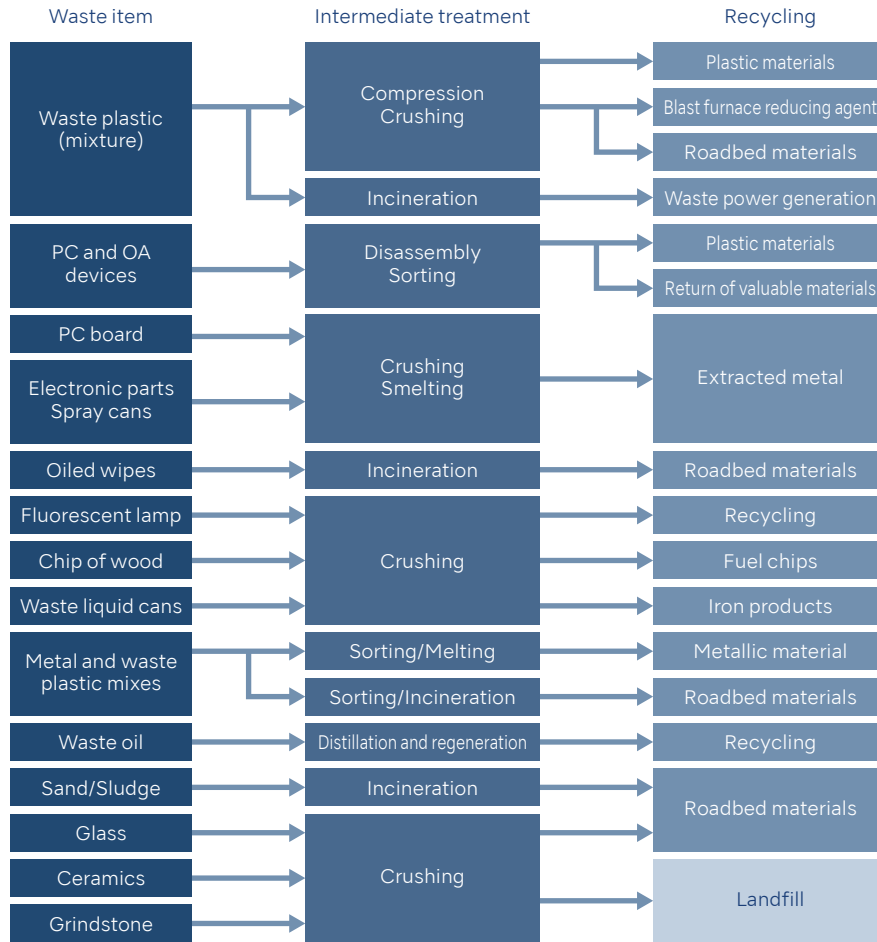 Waste item
Intermediate treatment
Recycling
Waste plastic
(mixture)
Compression
Crushing
Plastic materials
Blast furnace reducing agent
Roadbed materials
Incineration
Waste power generation
PC and OA
devices
Disassembly
Sorting
Plastic materials
Return of valuable materials
PC board
Electronic parts
Spray cans
Crushing
Smelting
Extracted metal
Oiled wipes
Incineration
Roadbed materials
Fluorescent lamp
Chip of wood
Waste liquid cans
Crushing
Recycling
Fuel chips
Iron products
Metal and waste
plastic mixes
Sorting/Melting
Metallic material
Sorting/Incineration
Roadbed materials
Waste oil
Distillation and regeneration
Recycling
Sand/Sludge
Incineration
Roadbed materials
Glass
Ceramics
Grindstone
Crushing
Landfill